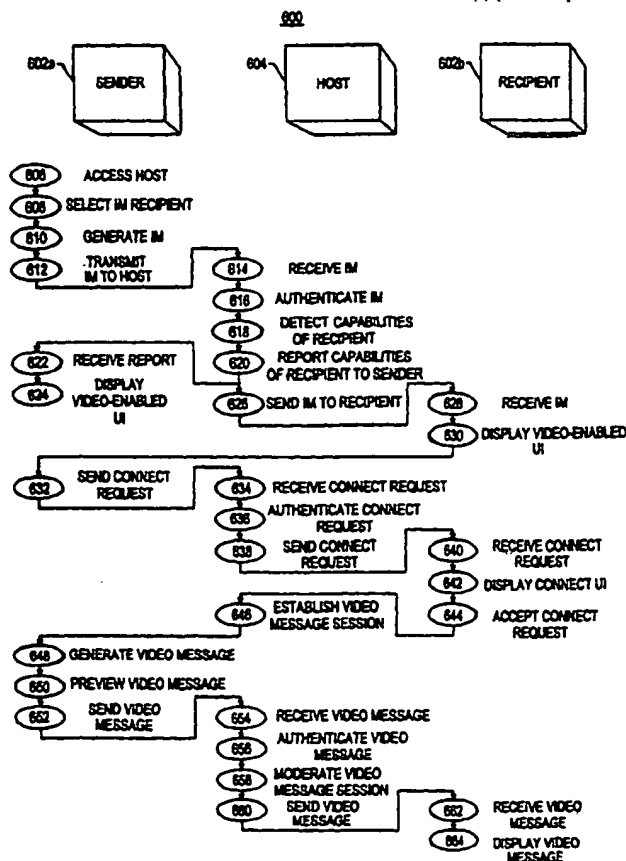 600
602a
SENDER
604
HOST
602b
RECIPIENT
606 ACCESS HOST
608 SELECT IM RECIPIENT
610 GENERATE IM
612 TRANSMIT
IM TO HOST
614 RECEIVE IM
616 AUTHENTICATE IM
618 DETECT CAPABILITIES
OF RECIPIENT
620 REPORT CAPABILITIES
OF RECIPIENT TO SENDER
622 RECEIVE REPORT
624 DISPLAY
VIDEO-ENABLED
UI
626 SEND IM TO RECIPIENT
628 RECEIVE IM
630 DISPLAY VIDEO-ENABLED
UI
632 SEND CONNECT
REQUEST
634 RECEIVE CONNECT REQUEST
636 AUTHENTICATE CONNECT
REQUEST
638 SEND CONNECT
REQUEST
640 RECEIVE CONNECT
REQUEST
642 DISPLAY CONNECT UI
644 ACCEPT CONNECT
REQUEST
646 ESTABLISH VIDEO
MESSAGE SESSION
648 GENERATE VIDEO MESSAGE
650 PREVIEW VIDEO MESSAGE
652 SEND VIDEO
MESSAGE
654 RECEIVE VIDEO MESSAGE
656 AUTHENTICATE VIDEO
MESSAGE
658 MODERATE VIDEO
MESSAGE SESSION
660 SEND VIDEO
MESSAGE
662 RECEIVE VIDEO
MESSAGE
664 DISPLAY VIDEO
MESSAGE